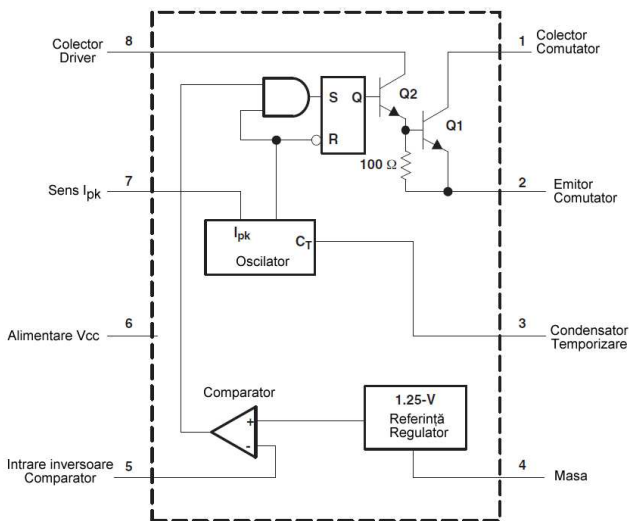 Colector
Driver
8
1
Colector
Comutator
S
Q
R
Q2
Q1
100 Ω
7
Sens Ipk
2
Emitor
Comutator
Ipk
CT
Oscilator
6
Alimentare Vcc
3
Condensator
Temporizare
Comparator
+
-
1.25-V
Referință
Regulator
Intrare inversoare
Comparator
5
4
Masa